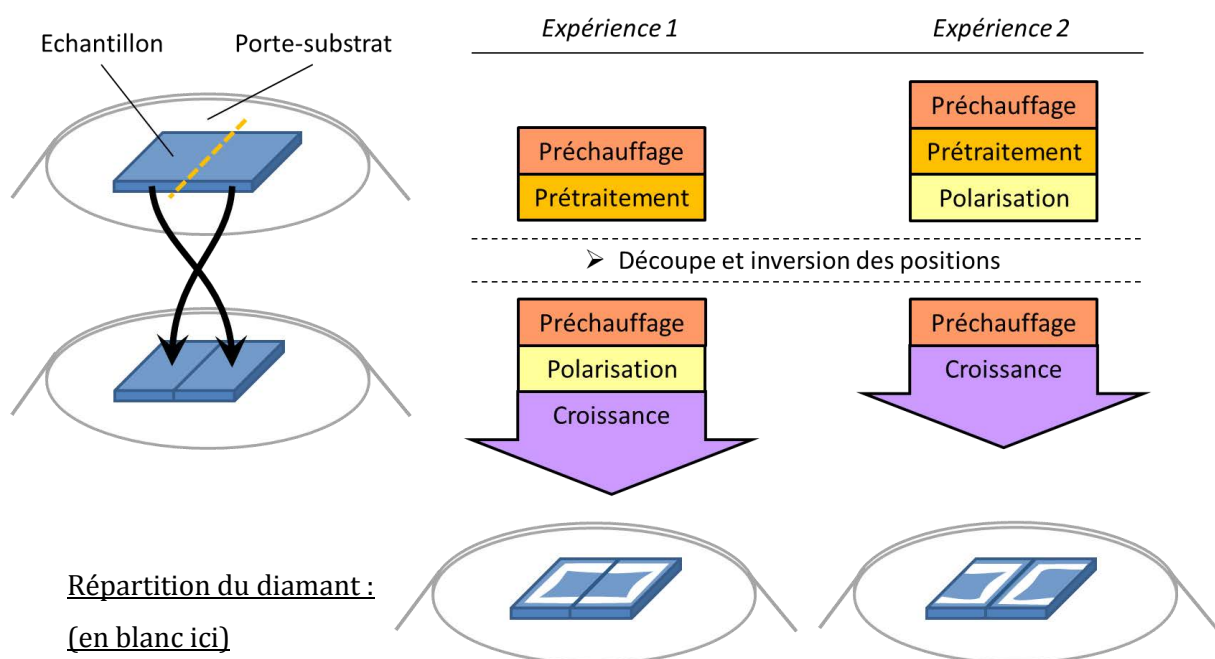 Echantillon
Porte-substrat
Expérience 1
Expérience 2
Préchauffage
Prétraitement
Préchauffage
Prétraitement
Polarisation
➢ Découpe et inversion des positions
Préchauffage
Polarisation
Croissance
Préchauffage
Croissance
Répartition du diamant :
(en blanc ici)